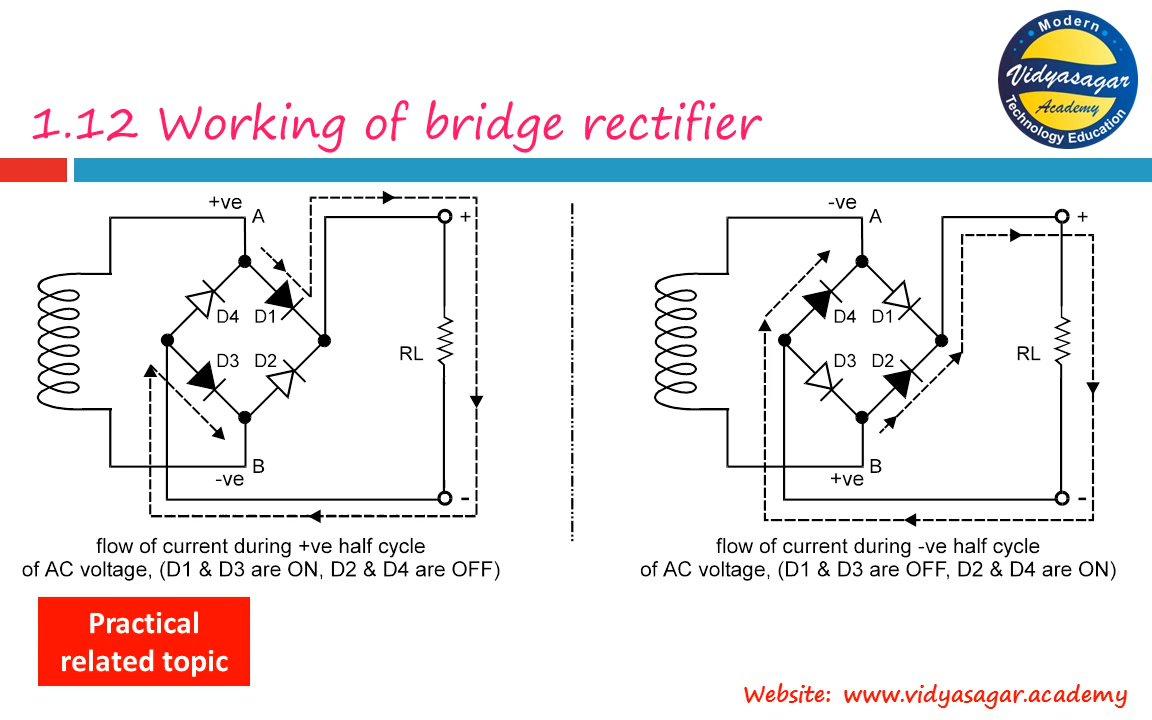 Modern
Vidyasagar
Academy
Technology Education
1.12 Working of bridge rectifier
+ve
A
+
D4
D1
D3
D2
RL
B
-ve
-
flow of current during +ve half cycle
of AC voltage, (D1 & D3 are ON, D2 & D4 are OFF)
-ve
A
+
D4
D1
D3
D2
RL
B
+ve
-
flow of current during -ve half cycle
of AC voltage, (D1 & D3 are OFF, D2 & D4 are ON)
Practical
related topic
Website: www.vidyasagar.academy